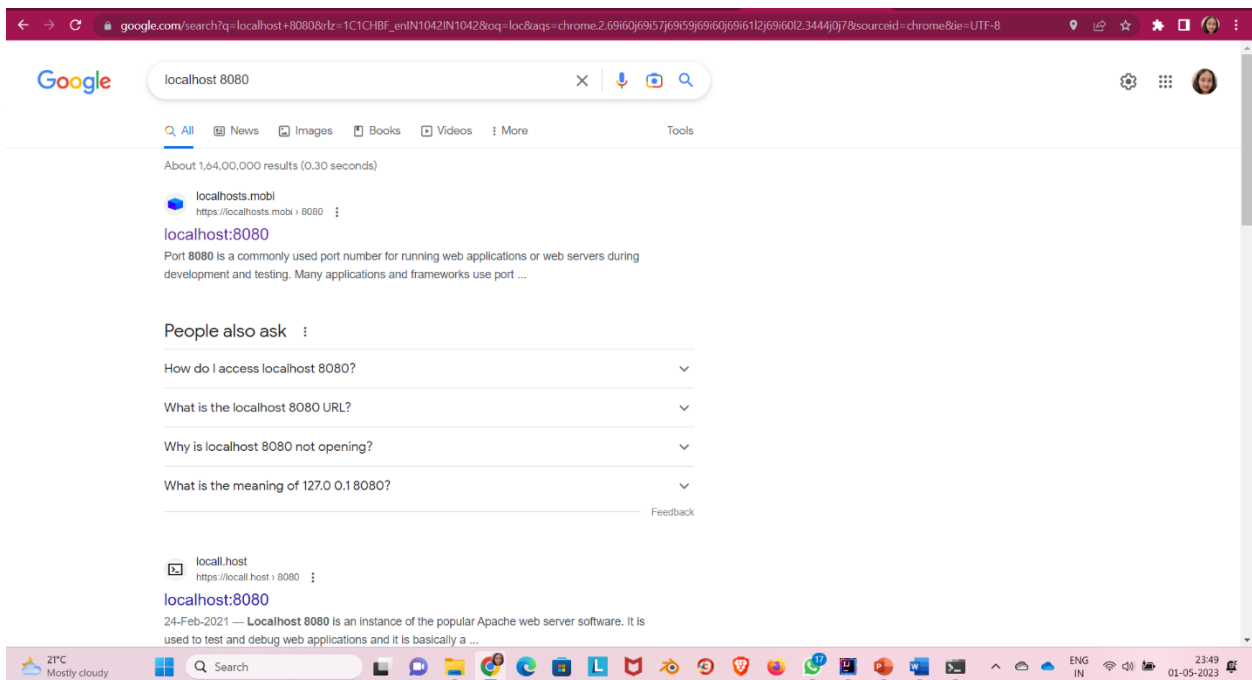 google.com/search?q=localhost+8080&rlz=1C1CHBF_enIN1042IN1042&oq=loc&aqs=chrome.2.69i60j69i57j69i59j69i60j69i61l2j69i60l2.3444j0j7&sourceid=chrome&ie=UTF-8
Google
localhost 8080
All News Images Books Videos More Tools
About 1,64,00,000 results (0.30 seconds)
localhosts.mobi
https://localhosts.mobi › 8080
localhost:8080
Port 8080 is a commonly used port number for running web applications or web servers during
development and testing. Many applications and frameworks use port ...
People also ask
How do I access localhost 8080?
What is the localhost 8080 URL?
Why is localhost 8080 not opening?
What is the meaning of 127.0 0.1 8080?
Feedback
locall.host
https://locall.host › 8080
localhost:8080
24-Feb-2021 — Localhost 8080 is an instance of the popular Apache web server software. It is
used to test and debug web applications and it is basically a ...
21°C
Mostly cloudy
Search
L
17
ENG
IN
23:49
01-05-2023